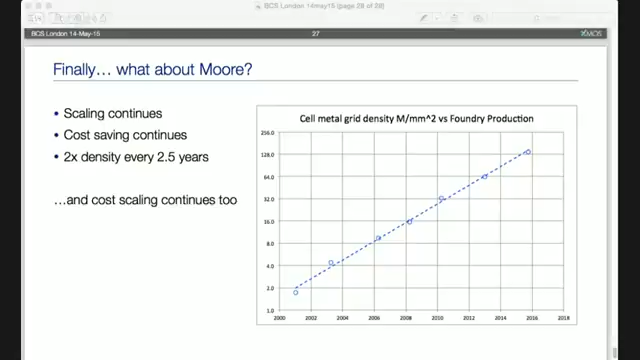 BCS London 14may15 (page 28 of 28)
BCS London 14-May-15
27
XMOS
Finally… what about Moore?
• Scaling continues
• Cost saving continues
• 2x density every 2.5 years
…and cost scaling continues too
Cell metal grid density M/mm^2 vs Foundry Production
256.0
128.0
64.0
32.0
16.0
8.0
4.0
2.0
1.0
2000 2002 2004 2006 2008 2010 2012 2014 2016 2018